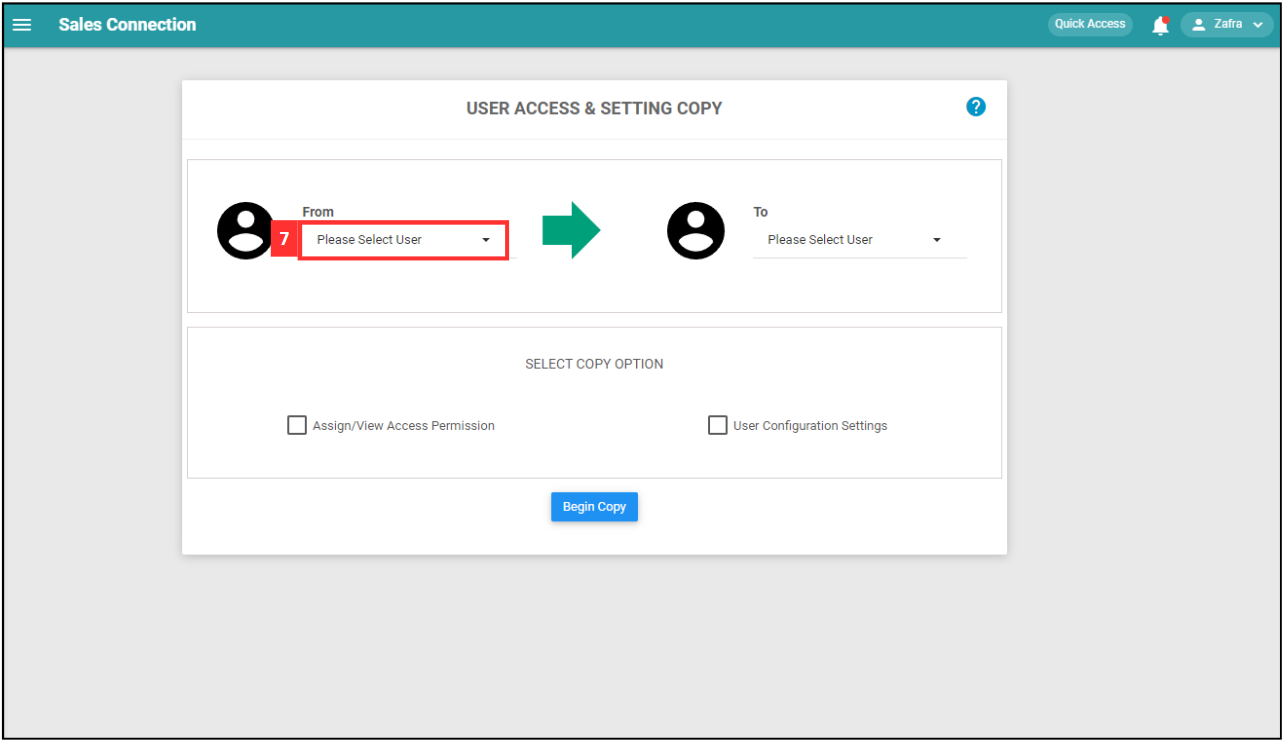 Sales Connection
Quick Access
Zafra
USER ACCESS & SETTING COPY
?
From
To
7
Please Select User
Please Select User
SELECT COPY OPTION
Assign/View Access Permission
User Configuration Settings
Begin Copy